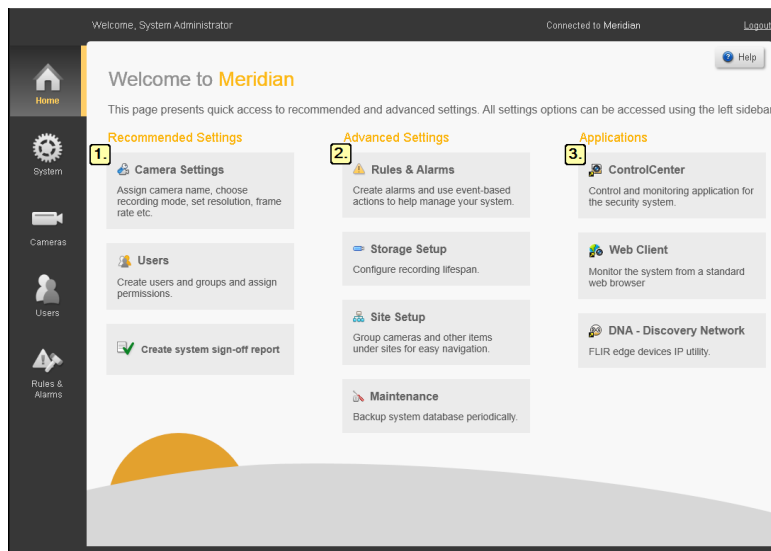 Welcome, System Administrator
Connected to Meridian
Logout
Help
Home
System
Cameras
Users
Rules &
Alarms
Welcome to Meridian
This page presents quick access to recommended and advanced settings. All settings options can be accessed using the left sidebar
Recommended Settings
1.
Camera Settings
Assign camera name, choose
recording mode, set resolution, frame
rate etc.
Users
Create users and groups and assign
permissions.
Create system sign-off report
Advanced Settings
2.
Rules & Alarms
Create alarms and use event-based
actions to help manage your system.
Storage Setup
Configure recording lifespan.
Site Setup
Group cameras and other items
under sites for easy navigation.
Maintenance
Backup system database periodically.
Applications
3.
ControlCenter
Control and monitoring application for
the security system.
Web Client
Monitor the system from a standard
web browser
DNA - Discovery Network
FLIR edge devices IP utility.